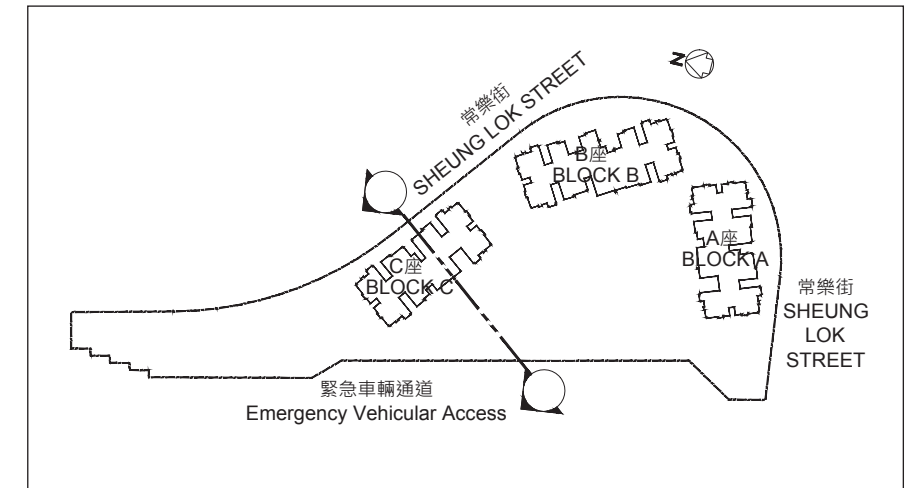 N
常樂街
SHEUNG LOK STREET
B座
BLOCK B
A座
BLOCK A
C座
BLOCK C
常樂街
SHEUNG
LOK
STREET
緊急車輛通道
Emergency Vehicular Access